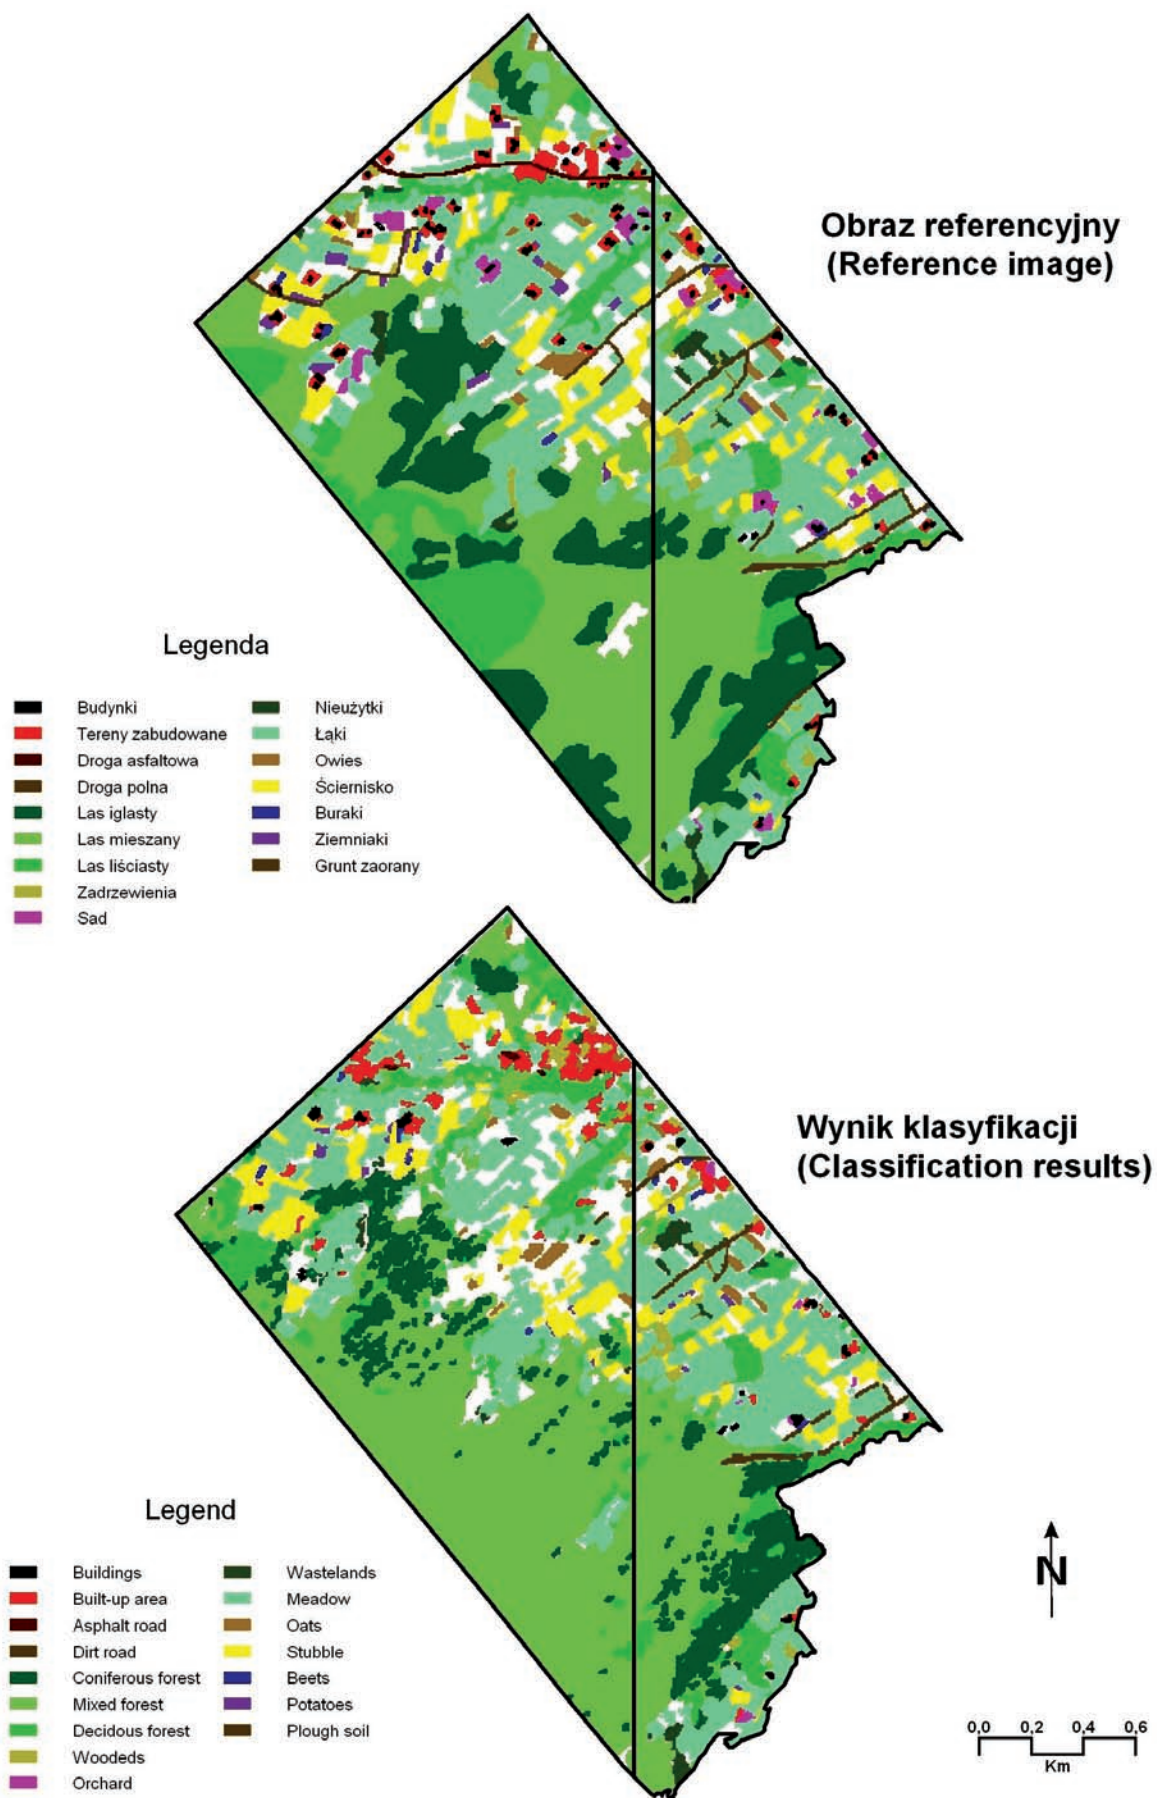 Obraz referencyjny
(Reference image)
Legenda
Budynki
Tereny zabudowane
Droga asfaltowa
Droga polna
Las iglasty
Las mieszany
Las liściasty
Zadrzewienia
Sad
Nieużytki
Łąki
Owies
Ściernisko
Buraki
Ziemniaki
Grunt zaorany
Wynik klasyfikacji
(Classification results)
Legend
Buildings
Built-up area
Asphalt road
Dirt road
Coniferous forest
Mixed forest
Decidous forest
Woodeds
Orchard
Wastelands
Meadow
Oats
Stubble
Beets
Potatoes
Plough soil
N
0,0 0,2 0,4 0,6
Km